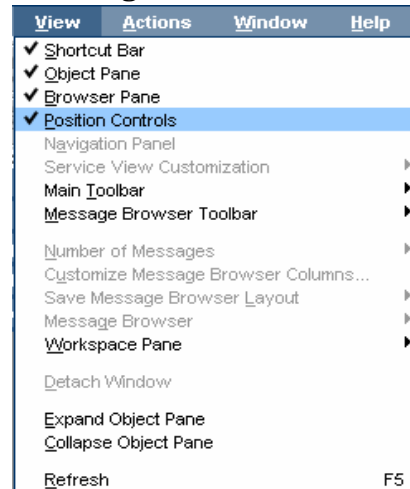 View Actions Window Help
Shortcut Bar
Object Pane
Browser Pane
Position Controls
Navigation Panel
Service View Customization
Main Toolbar
Message Browser Toolbar
Number of Messages
Customize Message Browser Columns...
Save Message Browser Layout
Message Browser
Workspace Pane
Detach Window
Expand Object Pane
Collapse Object Pane
Refresh F5